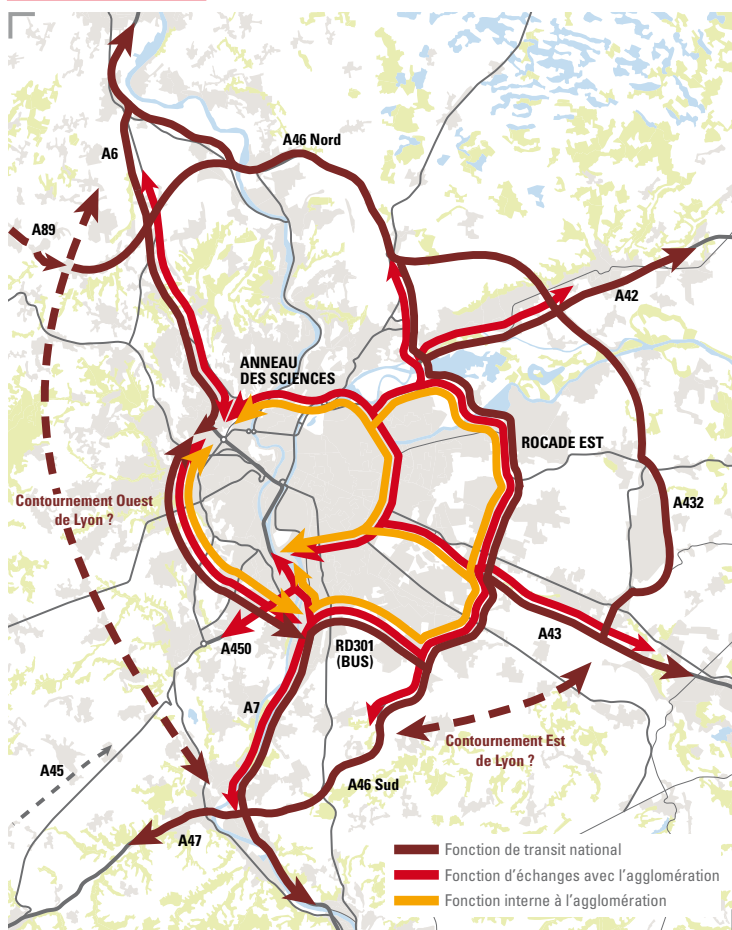 A46 Nord
A6
A89
A42
ANNEAU
DES SCIENCES
ROCADE EST
Contournement Ouest
de Lyon ?
A432
A43
A450
RD301
(BUS)
A7
Contournement Est
de Lyon ?
A45
A46 Sud
A47
Fonction de transit national
Fonction d'échanges avec l'agglomération
Fonction interne à l'agglomération